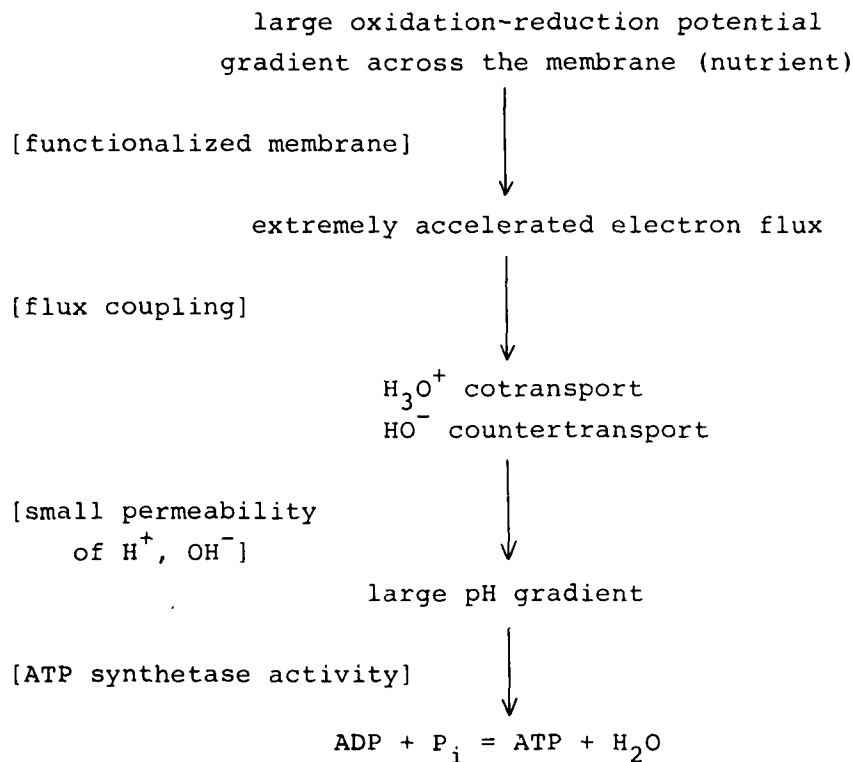 large oxidation-reduction potential
gradient across the membrane (nutrient)
[functionalized membrane]
extremely accelerated electron flux
[flux coupling]
H₃O⁺ cotransport
HO⁻ countertransport
[small permeability
of H⁺, OH⁻]
large pH gradient
[ATP synthetase activity]
ADP + Pᵢ = ATP + H₂O